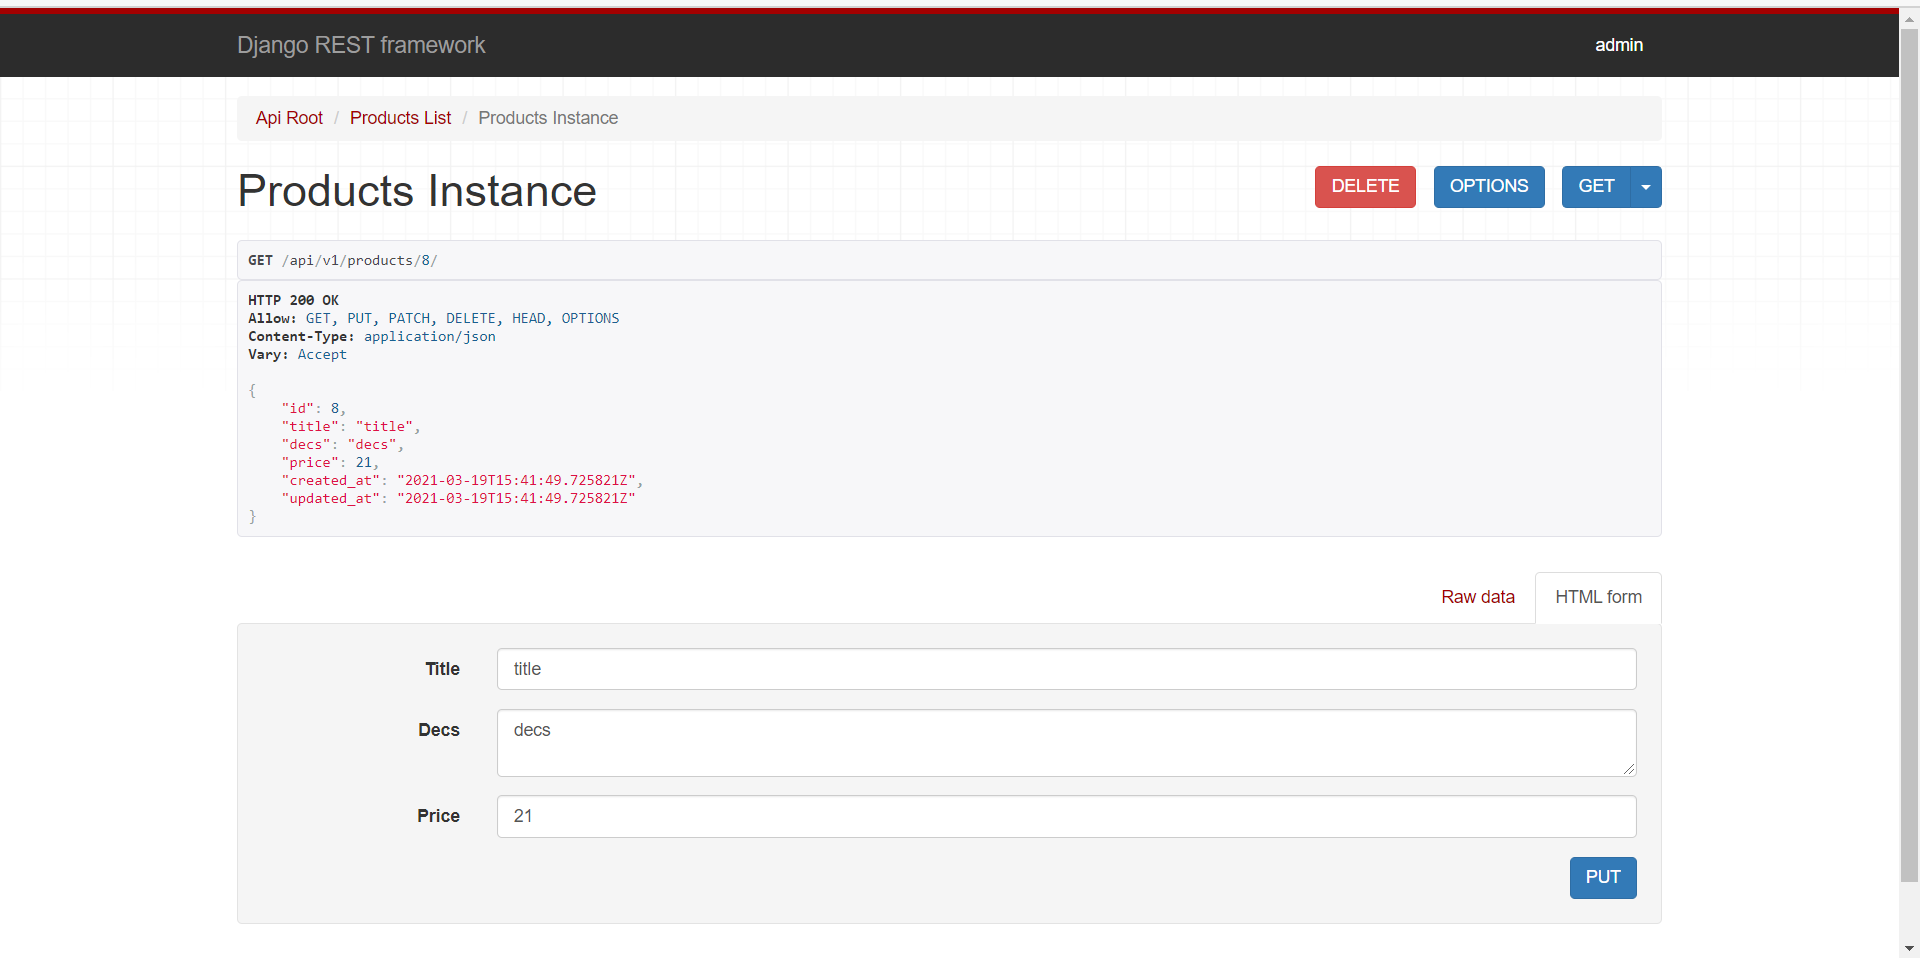 Django REST framework
admin
Api Root / Products List / Products Instance
Products Instance
DELETE
OPTIONS
GET
GET /api/v1/products/8/
HTTP 200 OK
Allow: GET, PUT, PATCH, DELETE, HEAD, OPTIONS
Content-Type: application/json
Vary: Accept
{
"id": 8,
"title": "title",
"decs": "decs",
"price": 21,
"created_at": "2021-03-19T15:41:49.725821Z",
"updated_at": "2021-03-19T15:41:49.725821Z"
}
Raw data
HTML form
Title
title
Decs
decs
Price
21
PUT